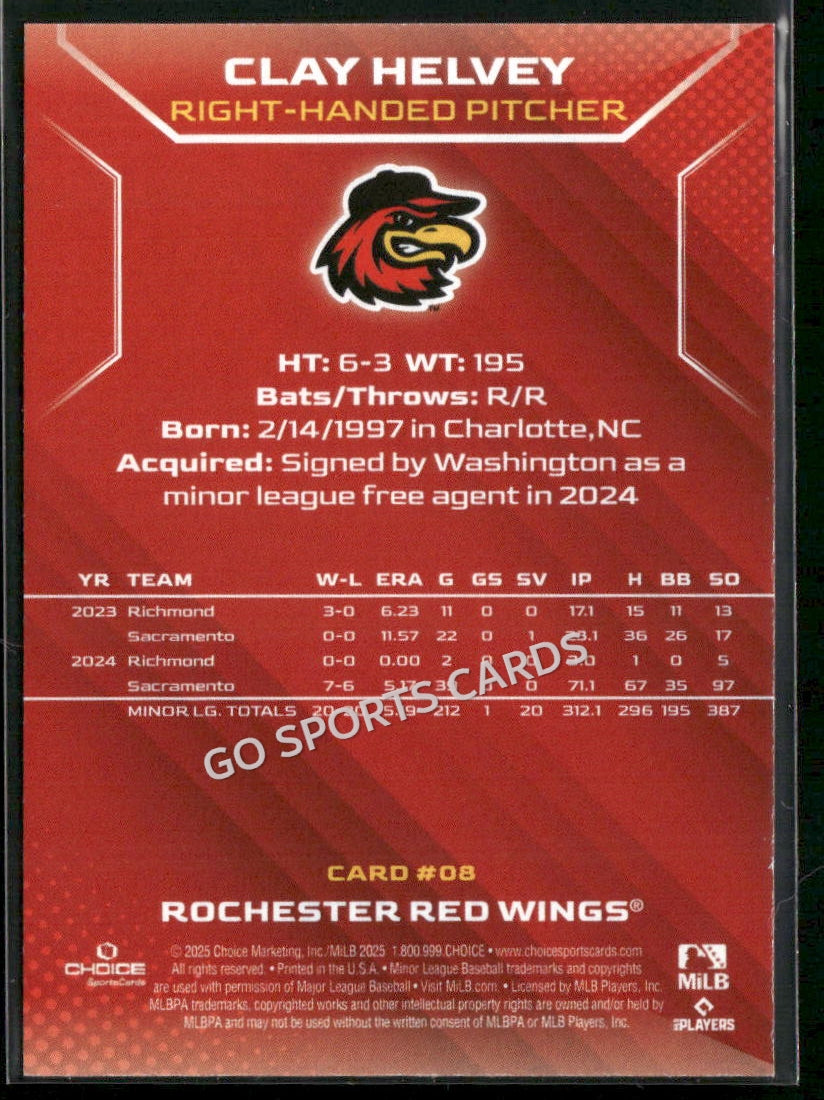 CLAY HELVEY
RIGHT-HANDED PITCHER
TM
HT: 6-3 WT: 195
Bats/Throws: R/R
Born: 2/14/1997 in Charlotte,NC
Acquired: Signed by Washington as a
minor league free agent in 2024
YR TEAM W-L ERA G GS SV IP H BB SO
2023 Richmond 3-0 6.23 11 0 0 17.1 15 11 13
Sacramento 0-0 11.57 22 0 1 36 26 17
2024 Richmond 0-0 0.00 2 0 1 0 5
Sacramento 7-6 0 71.1 67 35 97
MINOR LG. TOTALS 212 1 20 312.1 296 195 387
GO SPORTS CARDS
CARD #08
ROCHESTER RED WINGS®
CHOICE
SportsCards
© 2025 Choice Marketing, Inc./MiLB 2025 1.800.999.CHOICE • www.choicesportscards.com
All rights reserved. • Printed in the U.S.A. • Minor League Baseball trademarks and copyrights
are used with permission of Major League Baseball • Visit MiLB.com. • Licensed by MLB Players, Inc.
MLBPA trademarks, copyrighted works and other intellectual property rights are owned and/or held by
MLBPA and may not be used without the written consent of MLBPA or MLB Players, Inc.
MiLB
PLAYERS